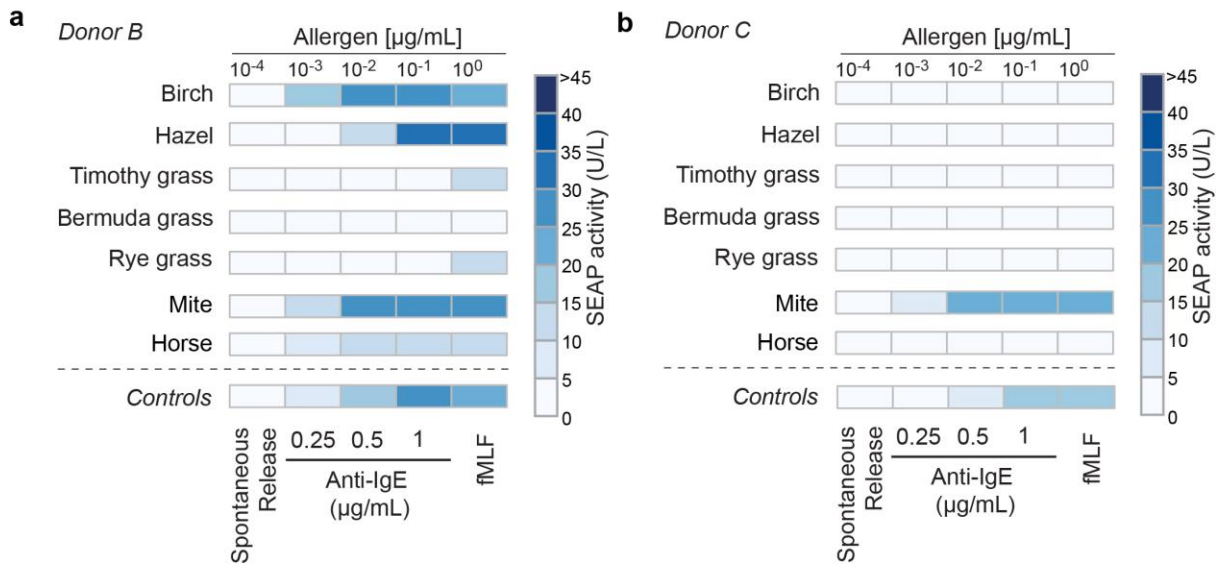 a
Donor B
Allergen [µg/mL]
10⁻⁴ 10⁻³ 10⁻² 10⁻¹ 10⁰
Birch
Hazel
Timothy grass
Bermuda grass
Rye grass
Mite
Horse
Controls
Spontaneous
Release
0.25 0.5 1
Anti-IgE
(µg/mL)
fMLF
>45
40
35
30
25
20
15
10
5
0
SEAP activity (U/L)
b
Donor C
Allergen [µg/mL]
10⁻⁴ 10⁻³ 10⁻² 10⁻¹ 10⁰
Birch
Hazel
Timothy grass
Bermuda grass
Rye grass
Mite
Horse
Controls
Spontaneous
Release
0.25 0.5 1
Anti-IgE
(µg/mL)
fMLF
>45
40
35
30
25
20
15
10
5
0
SEAP activity (U/L)